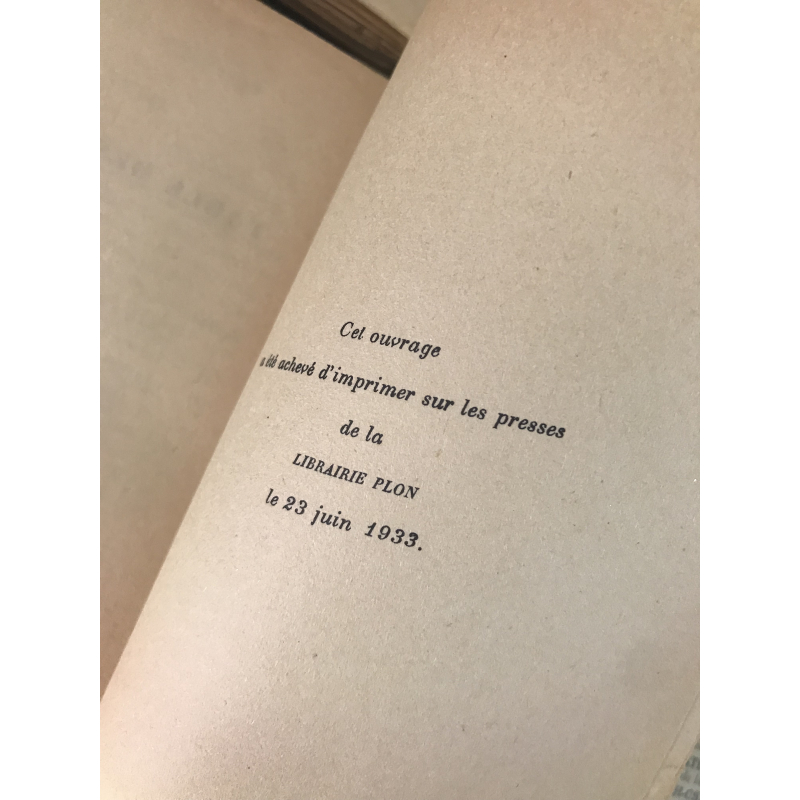 Cet ouvrage
a été achevé d'imprimer sur les presses
de la
LIBRAIRIE PLON
le 23 juin 1933.